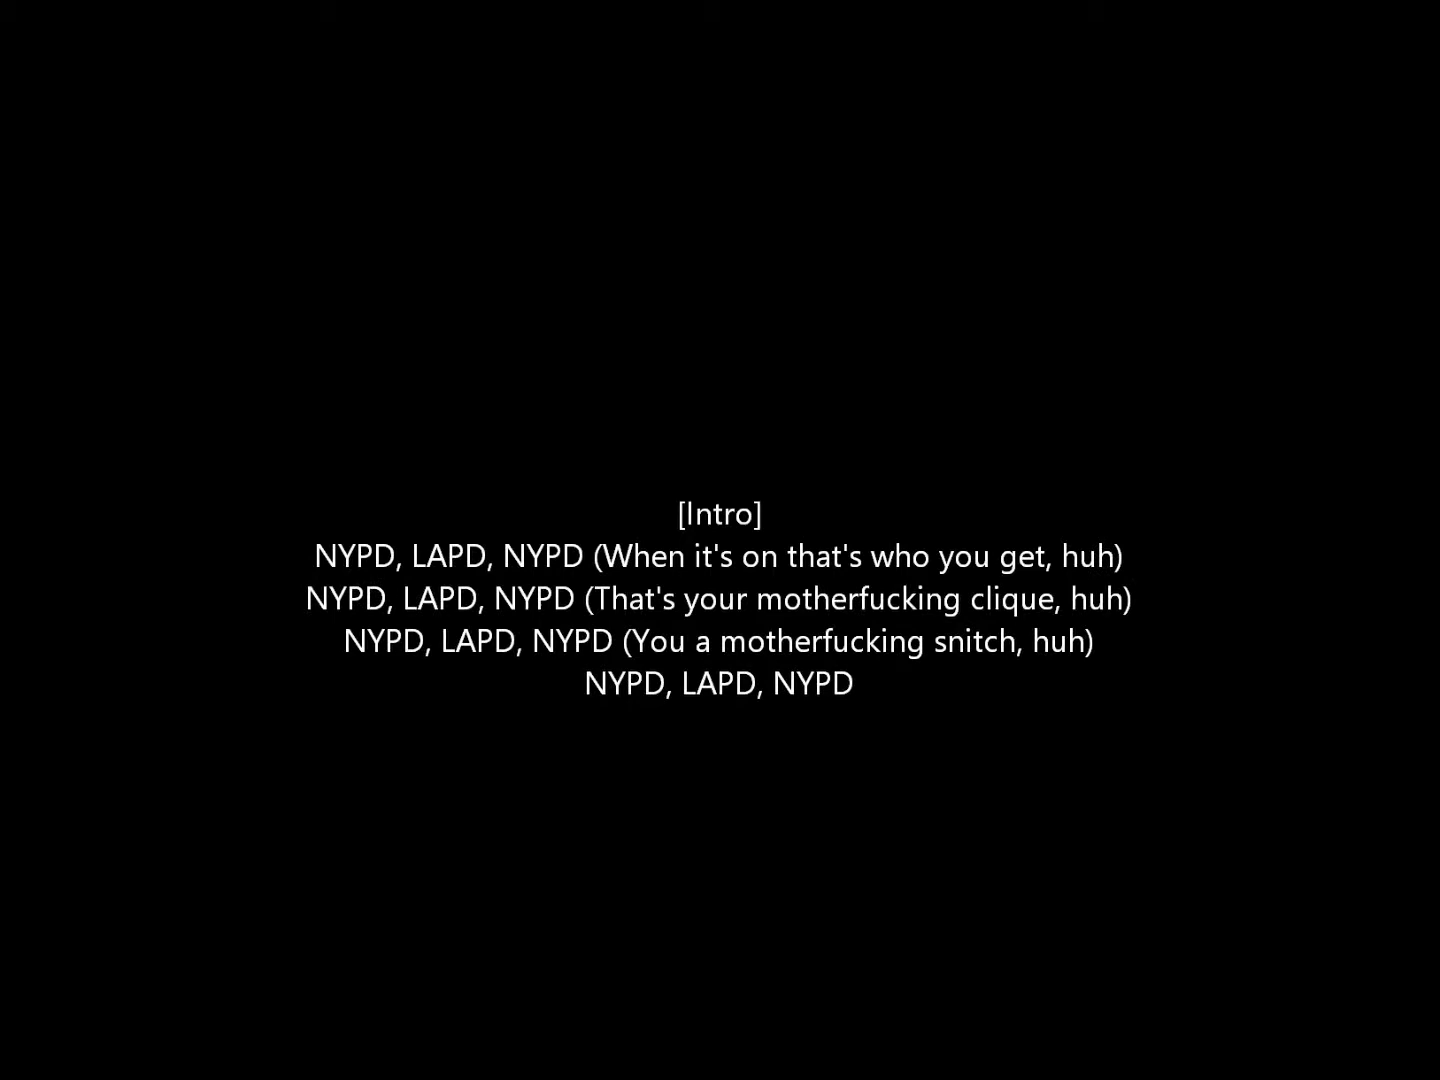 [Intro]
NYPD, LAPD, NYPD (When it's on that's who you get, huh)
NYPD, LAPD, NYPD (That's your motherfucking clique, huh)
NYPD, LAPD, NYPD (You a motherfucking snitch, huh)
NYPD, LAPD, NYPD